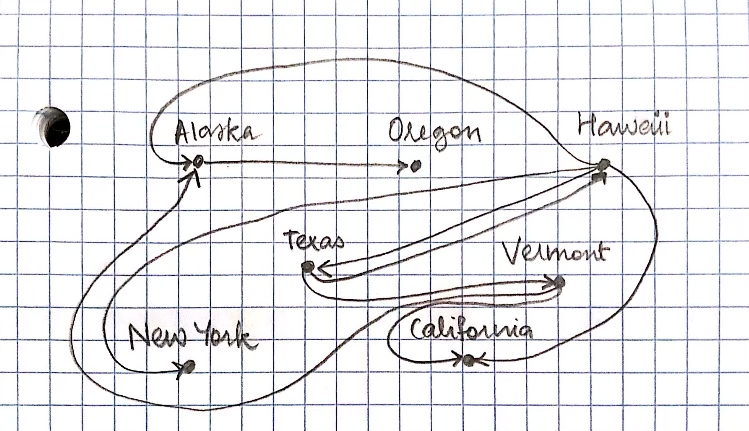 Alaska
Oregon
Hawaii
Texas
Vermont
New York
California